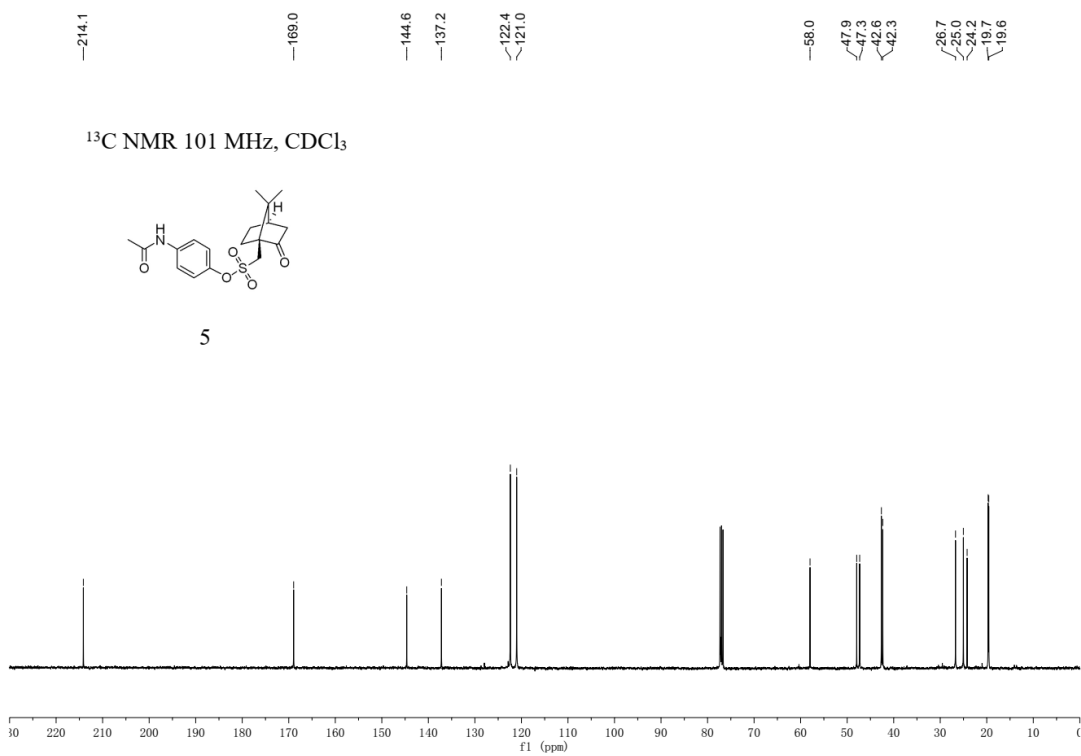 214.1
169.0
144.6
137.2
122.4
121.0
58.0
47.9
47.3
42.6
42.3
26.7
25.0
24.2
19.7
19.6
¹³C NMR 101 MHz, CDCl₃
H
H
N
O
O
O
S
O
O
5
30 220 210 200 190 180 170 160 150 140 130 120 110 100 90 80 70 60 50 40 30 20 10 0
f1 (ppm)